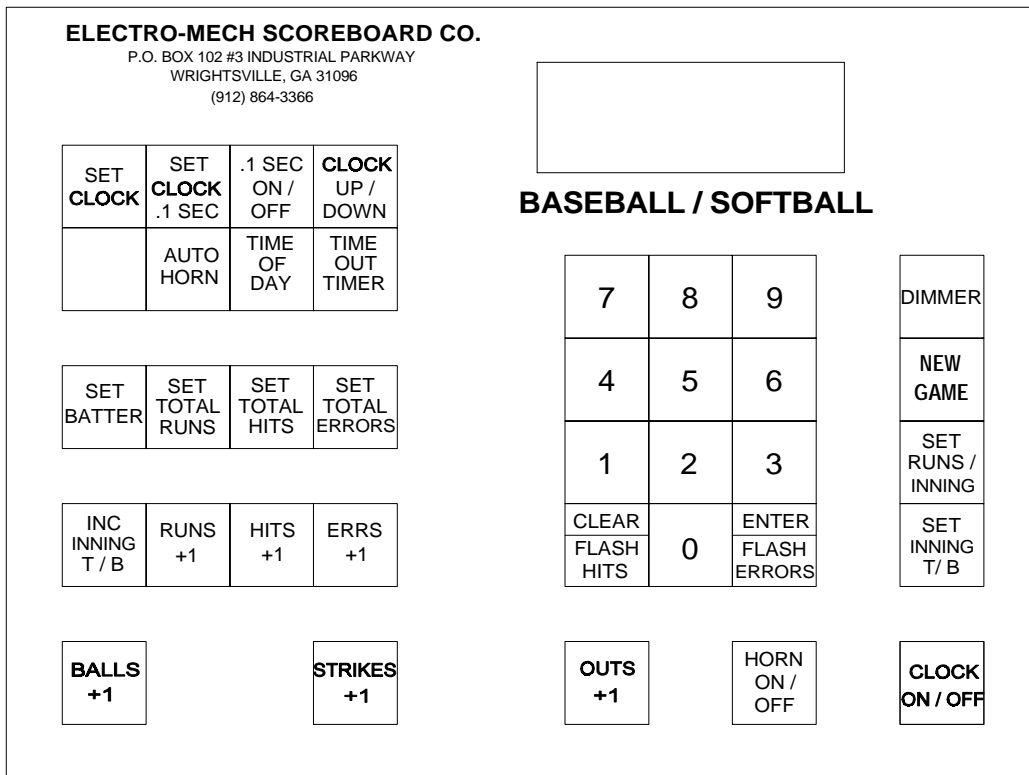 ELECTRO-MECH SCOREBOARD CO.
P.O. BOX 102 #3 INDUSTRIAL PARKWAY
WRIGHTSVILLE, GA 31096
(912) 864-3366
SET
CLOCK
SET
CLOCK
.1 SEC
.1 SEC
ON /
OFF
CLOCK
UP /
DOWN
AUTO
HORN
TIME
OF
DAY
TIME
OUT
TIMER
SET
BATTER
SET
TOTAL
RUNS
SET
TOTAL
HITS
SET
TOTAL
ERRORS
INC
INNING
T / B
RUNS
+1
HITS
+1
ERRS
+1
BALLS
+1
STRIKES
+1
BASEBALL / SOFTBALL
7
8
9
DIMMER
4
5
6
NEW
GAME
1
2
3
SET
RUNS /
INNING
CLEAR
FLASH
HITS
0
ENTER
FLASH
ERRORS
SET
INNING
T/ B
OUTS
+1
HORN
ON /
OFF
CLOCK
ON / OFF